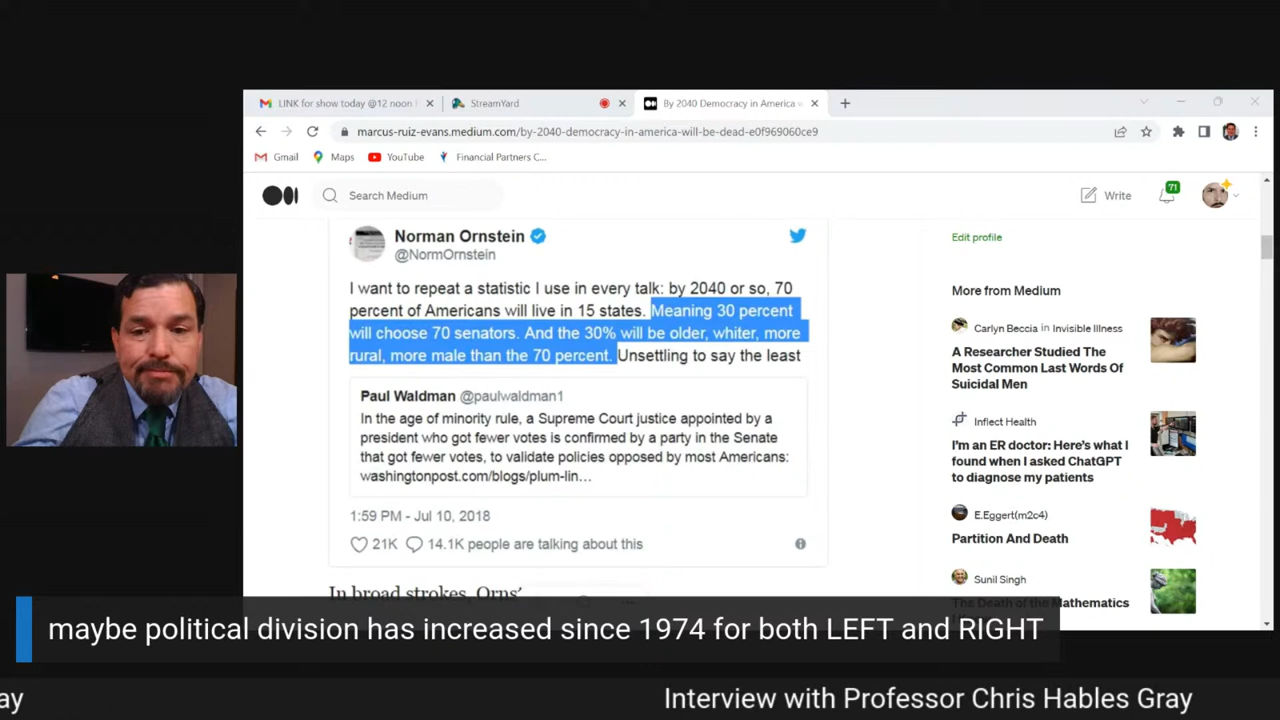 LINK for show today @12 noon
StreamYard
By 2040 Democracy in America w
marcus-ruiz-evans.medium.com/by-2040-democracy-in-america-will-be-dead-e0f969060ce9
Gmail
Maps
YouTube
Financial Partners C...
Search Medium
Write
71
Norman Ornstein
@NormOrnstein
I want to repeat a statistic I use in every talk: by 2040 or so, 70
percent of Americans will live in 15 states. Meaning 30 percent
will choose 70 senators. And the 30% will be older, whiter, more
rural, more male than the 70 percent. Unsettling to say the least
Paul Waldman @paulwaldman1
In the age of minority rule, a Supreme Court justice appointed by a
president who got fewer votes is confirmed by a party in the Senate
that got fewer votes, to validate policies opposed by most Americans:
washingtonpost.com/blogs/plum-lin…
1:59 PM - Jul 10, 2018
21K
14.1K people are talking about this
In broad strokes, Orns'
Edit profile
More from Medium
Carlyn Beccia in Invisible Illness
A Researcher Studied The
Most Common Last Words Of
Suicidal Men
Inflect Health
I'm an ER doctor: Here's what I
found when I asked ChatGPT
to diagnose my patients
E.Eggert(m2c4)
Partition And Death
Sunil Singh
The Death of the Mathematics
maybe political division has increased since 1974 for both LEFT and RIGHT
ay
Interview with Professor Chris Hables Gray